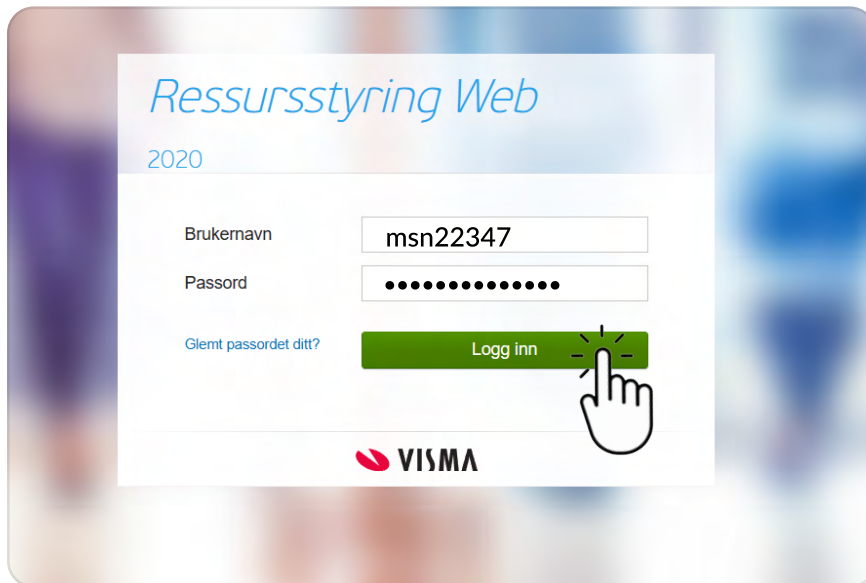 Ressursstyring Web
2020
Brukernavn
msn22347
Passord
••••••••••••••
Glemt passordet ditt?
Logg inn
VISMA